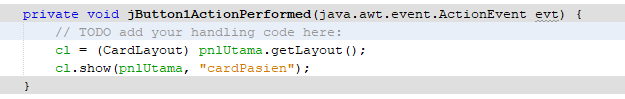 private void jButton1ActionPerformed(java.awt.event.ActionEvent evt) {
// TODO add your handling code here:
cl = (CardLayout) pnlUtama.getLayout();
cl.show(pnlUtama, "cardPasien");
}